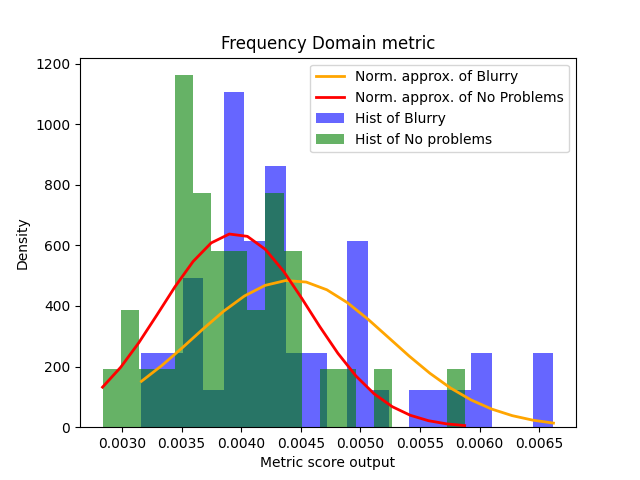 Frequency Domain metric
Norm. approx. of Blurry
Norm. approx. of No Problems
Hist of Blurry
Hist of No problems
1200
1000
800
600
400
200
0
Density
0.0030 0.0035 0.0040 0.0045 0.0050 0.0055 0.0060 0.0065
Metric score output